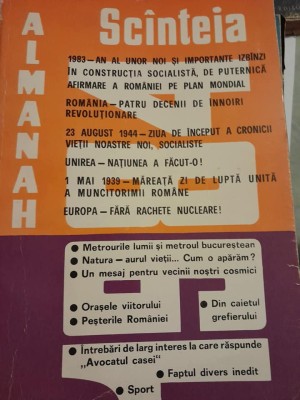 ALMANAH
Scînteia
1983 — AN AL UNOR NOI ȘI IMPORTANTE IZBÎNZI
ÎN CONSTRUCȚIA SOCIALISTĂ, DE PUTERNICĂ
AFIRMARE A ROMÂNIEI PE PLAN MONDIAL
ROMÂNIA — PATRU DECENII DE ÎNNOIRI
REVOLUȚIONARE
23 AUGUST 1944 — ZIUA DE ÎNCEPUT A CRONICII
VIEȚII NOASTRE NOI, SOCIALISTE
UNIREA — NAȚIUNEA A FĂCUT-O!
1 MAI 1939 — MĂREAȚĂ ZI DE LUPTĂ UNITĂ
A MUNCITORIMII ROMÂNE
EUROPA — FĂRĂ RACHETE NUCLEARE!
● Metrourile lumii și metroul bucureștean
● Natura — aurul vieții... Cum o apărăm?
● Un mesaj pentru vecinii noștri cosmici
● Orașele viitorului
● Peșterile României
● Din caietul
grefierului
● Întrebări de larg interes la care răspunde
„Avocatul casei"
● Faptul divers inedit
● Sport